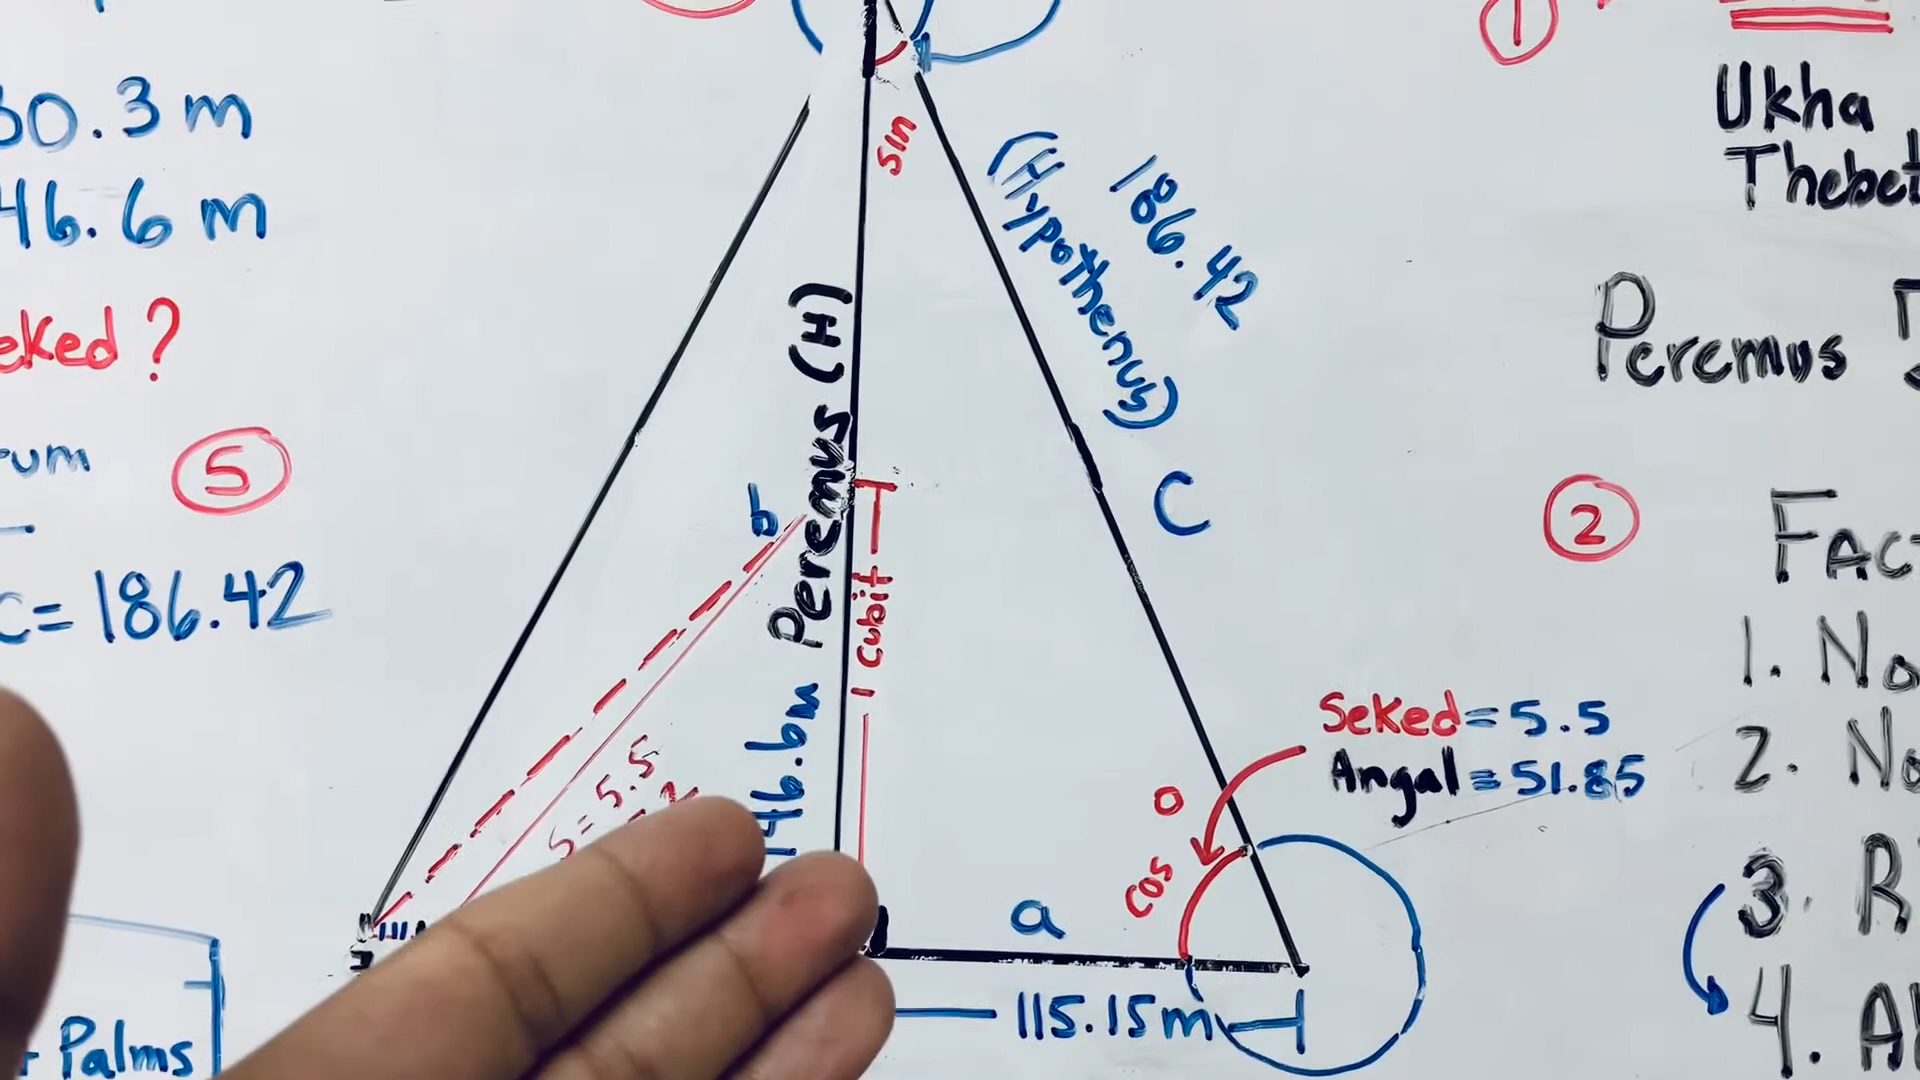 30.3 m
46.6 m
eked ?
rum
5
c= 186.42
Palms
sin
(Hypothenus)
186.42
Peremus (H)
b
1 cubit
146.6m
C
S= 5.5
Seked= 5.5
Angal = 51.85
cos
a
115.15m
1
Ukha
Thebet
Peremus
2
Fac
1. No
2. No
3. R
4. A